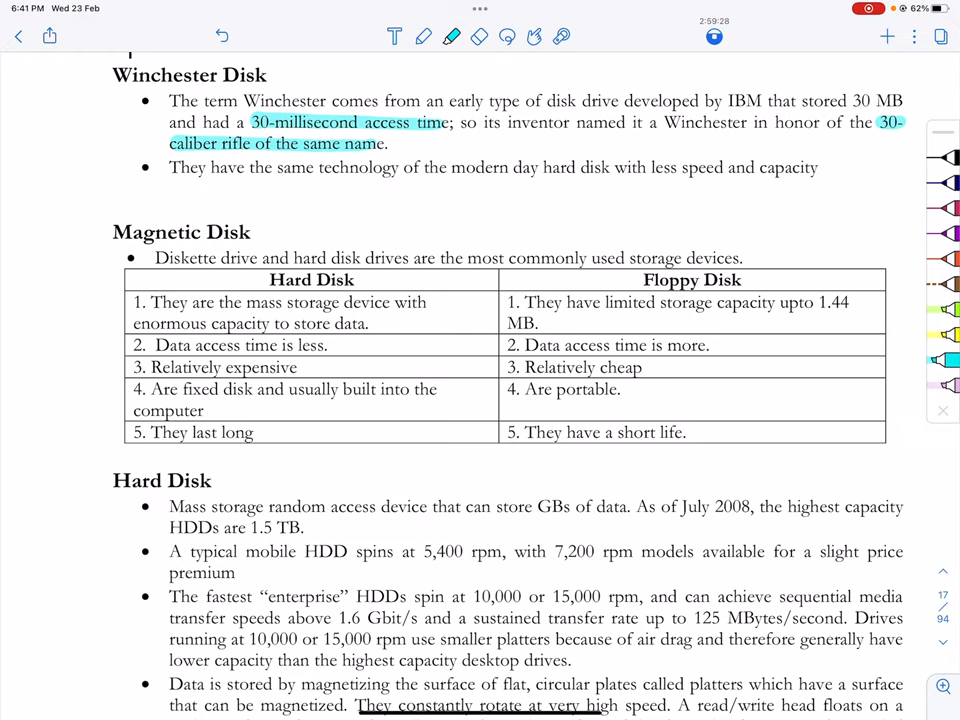 6:41 PM Wed 23 Feb
62%
2:59:28
Winchester Disk
• The term Winchester comes from an early type of disk drive developed by IBM that stored 30 MB
and had a 30-millisecond access time; so its inventor named it a Winchester in honor of the 30-
caliber rifle of the same name.
• They have the same technology of the modern day hard disk with less speed and capacity
Magnetic Disk
• Diskette drive and hard disk drives are the most commonly used storage devices.
Hard Disk
Floppy Disk
1. They are the mass storage device with
enormous capacity to store data.
1. They have limited storage capacity upto 1.44
MB.
2. Data access time is less.
2. Data access time is more.
3. Relatively expensive
3. Relatively cheap
4. Are fixed disk and usually built into the
computer
4. Are portable.
5. They last long
5. They have a short life.
Hard Disk
• Mass storage random access device that can store GBs of data. As of July 2008, the highest capacity
HDDs are 1.5 TB.
• A typical mobile HDD spins at 5,400 rpm, with 7,200 rpm models available for a slight price
premium
• The fastest “enterprise” HDDs spin at 10,000 or 15,000 rpm, and can achieve sequential media
transfer speeds above 1.6 Gbit/s and a sustained transfer rate up to 125 MBytes/second. Drives
running at 10,000 or 15,000 rpm use smaller platters because of air drag and therefore generally have
lower capacity than the highest capacity desktop drives.
• Data is stored by magnetizing the surface of flat, circular plates called platters which have a surface
that can be magnetized. They constantly rotate at very high speed. A read/write head floats on a
17
/
94